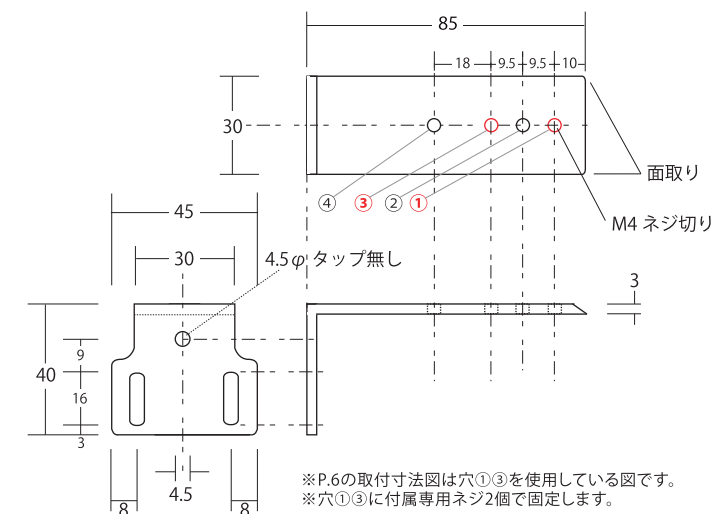 85
18 9.5 9.5 10
30
面取り
④ ③ ② ①
M4 ネジ切り
45
30
4.5φ タップ無し
3
9
40
16
3
4.5
8 8
※P.6の取付寸法図は穴①③を使用している図です。
※穴①③に付属専用ネジ2個で固定します。